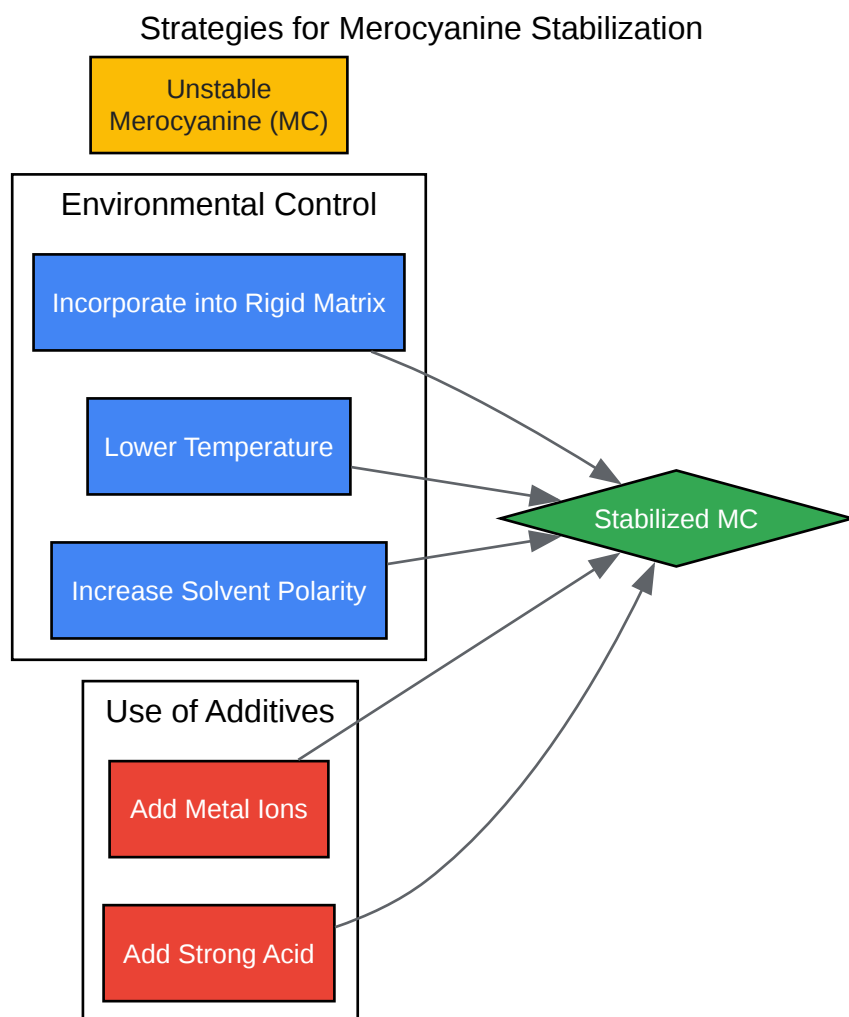 Strategies for Merocyanine Stabilization
Unstable
Merocyanine (MC)
Environmental Control
Incorporate into Rigid Matrix
Lower Temperature
Increase Solvent Polarity
Stabilized MC
Use of Additives
Add Metal Ions
Add Strong Acid